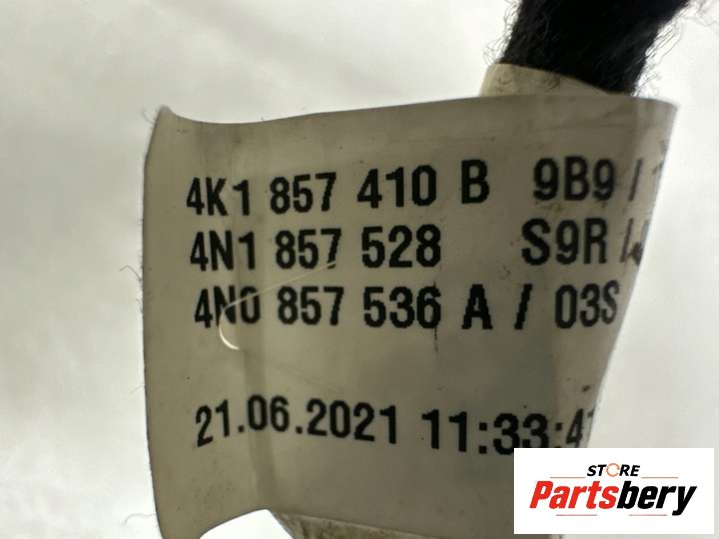 4K1 857 410 B 9B9 /
4N1 857 528 S9R /
4N0 857 536 A / 03S
21.06.2021 11:33:4
STORE
Partsbery